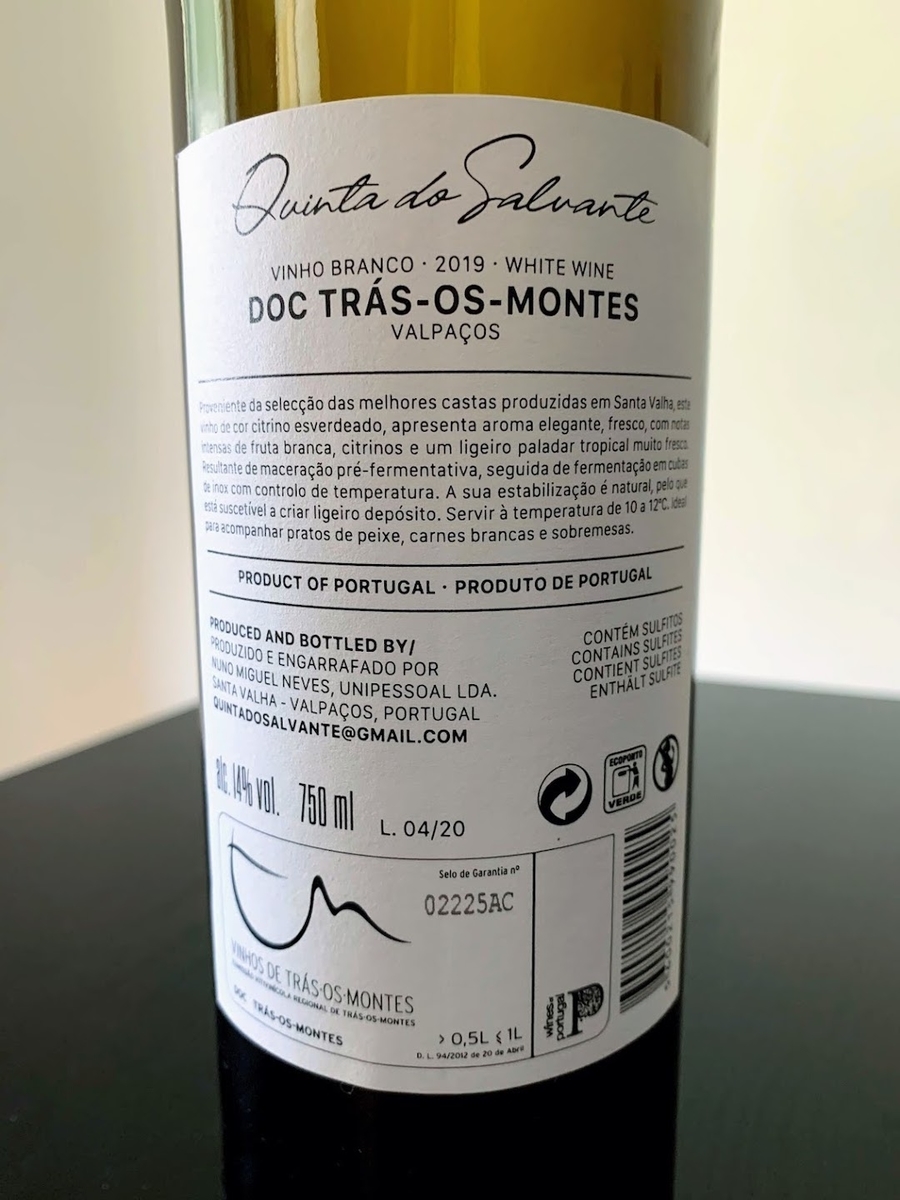 Quinta do Salvante
VINHO BRANCO · 2019 · WHITE WINE
DOC TRÁS-OS-MONTES
VALPAÇOS
Proveniente da selecção das melhores castas produzidas em Santa Valha, este
vinho de cor citrino esverdeado, apresenta aroma elegante, fresco, com notas
intensas de fruta branca, citrinos e um ligeiro paladar tropical muito fresco.
Resultante de maceração pré-fermentativa, seguida de fermentação em cubas
de inox com controlo de temperatura. A sua estabilização é natural, pelo que
está suscetível a criar ligeiro depósito. Servir à temperatura de 10 a 12ºC. Ideal
para acompanhar pratos de peixe, carnes brancas e sobremesas.
PRODUCT OF PORTUGAL · PRODUTO DE PORTUGAL
PRODUCED AND BOTTLED BY/
PRODUZIDO E ENGARRAFADO POR
NUNO MIGUEL NEVES, UNIPESSOAL LDA.
SANTA VALHA - VALPAÇOS, PORTUGAL
QUINTADOSALVANTE@GMAIL.COM
CONTÉM SULFITOS
CONTAINS SULFITES
CONTIENT SULFITES
ENTHÄLT SULFITE
alc. 14% vol. 750 ml L. 04/20
ECOPONTO
VERDE
Selo de Garantia nº
02225AC
VINHOS DE TRÁS-OS-MONTES
COMISSÃO VITIVINÍCOLA REGIONAL DE TRÁS-OS-MONTES
DOC TRÁS-OS-MONTES
> 0,5L ≤ 1L
D. L. 94/2012 de 20 de Abril
wines of
portugal